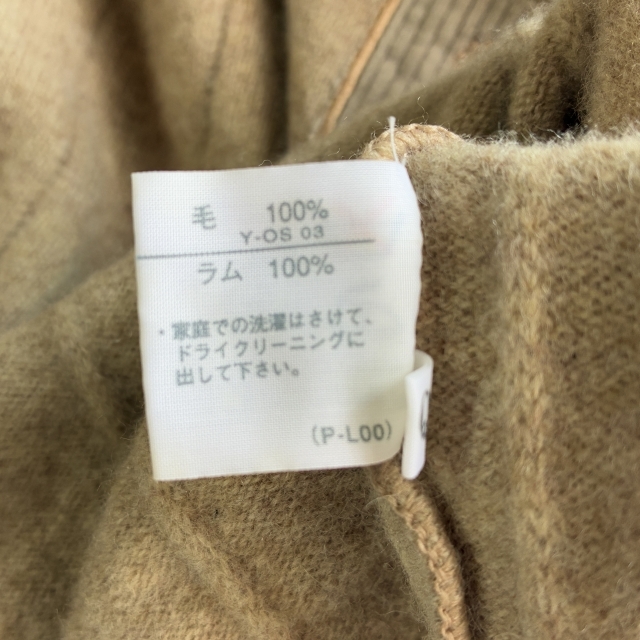 毛 100%
Y-OS 03
ラム 100%
・家庭での洗濯はさけて、
ドライクリーニングに
出して下さい。
(P-L00)